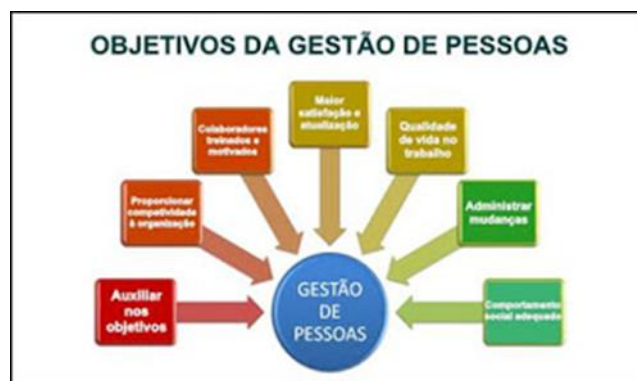 OBJETIVOS DA GESTÃO DE PESSOAS
Maior
satisfação e
atualização
Colaboradores
treinados e
motivados
Qualidade
de vida no
trabalho
Proporcionar
competividade
à organização
Administrar
mudanças
Auxiliar
nos
objetivos
GESTÃO
DE
PESSOAS
Comportamento
social adequado